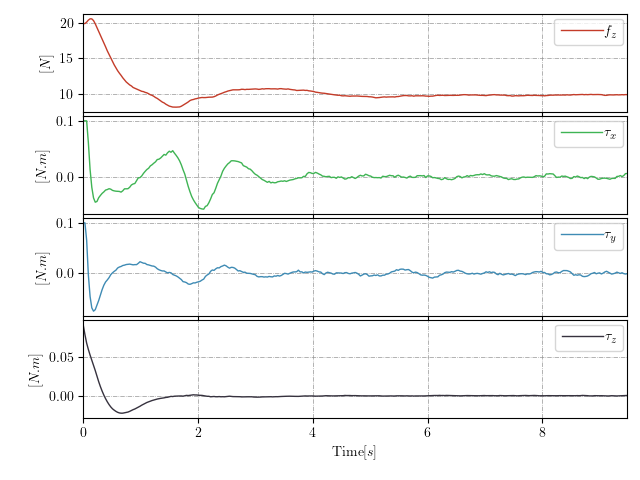 20
15
10
[N]
f_z
0.1
0.0
[N.m]
τ_x
0.1
0.0
[N.m]
τ_y
0.05
0.00
[N.m]
τ_z
0 2 4 6 8
Time[s]